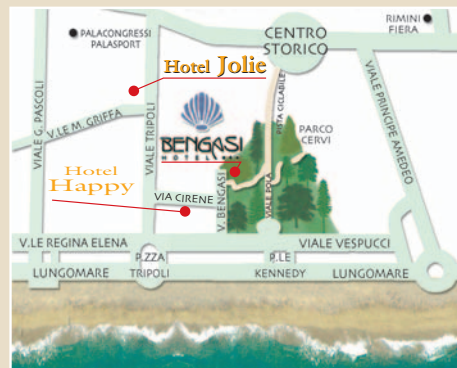 PALACONGRESSI
PALASPORT
CENTRO
STORICO
RIMINI
FIERA
Hotel Jolie
VIALE G. PASCOLI
V.LE M. GRIFFA
VIALE TRIPOLI
BENGASI
HOTEL ***
PISTA CICLABILE
PARCO
CERVI
VIALE PRINCIPE AMEDEO
Hotel
Happy
VIA CIRENE
V. BENGASI
VIALE POLA
V.LE REGINA ELENA
VIALE VESPUCCI
LUNGOMARE
P.ZZA
TRIPOLI
P.LE
KENNEDY
LUNGOMARE